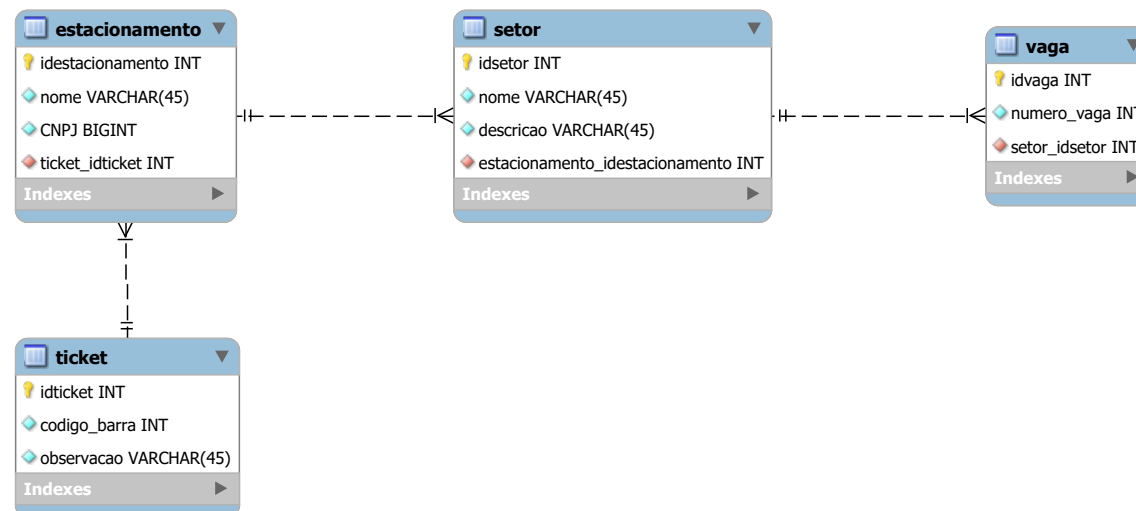 estacionamento
idestacionamento INT
nome VARCHAR(45)
CNPJ BIGINT
ticket_idticket INT
Indexes
setor
idsetor INT
nome VARCHAR(45)
descricao VARCHAR(45)
estacionamento_idestacionamento INT
Indexes
vaga
idvaga INT
numero_vaga INT
setor_idsetor INT
Indexes
ticket
idticket INT
codigo_barra INT
observacao VARCHAR(45)
Indexes